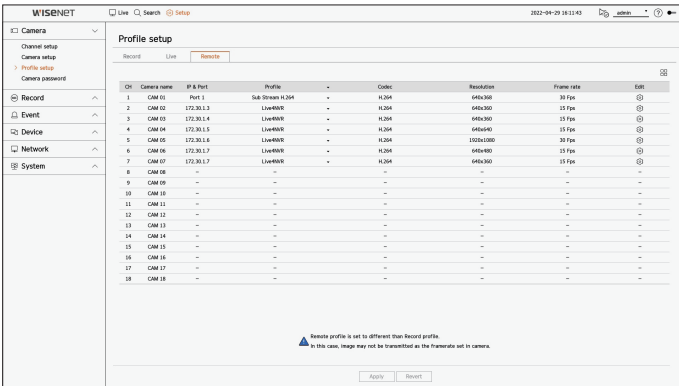 WISENET
Live Search Setup 2022-04-29 16:11:43 admin
Camera
Channel setup
Camera setup
> Profile setup
Camera password
Record
Event
Device
Network
System
Profile setup
Record Live Remote
CH Camera name IP & Port Profile Codec Resolution Frame rate Edit
1 CAM 01 Port 1 Sub Stream H.264 H.264 640x368 30 Fps
2 CAM 02 172.30.1.3 Live4NVR H.264 640x360 15 Fps
3 CAM 03 172.30.1.4 Live4NVR H.264 640x360 15 Fps
4 CAM 04 172.30.1.5 Live4NVR H.264 640x640 15 Fps
5 CAM 05 172.30.1.6 Live4NVR H.264 1920x1080 30 Fps
6 CAM 06 172.30.1.7 Live4NVR H.264 640x480 15 Fps
7 CAM 07 172.30.1.7 Live4NVR H.264 640x360 15 Fps
8 CAM 08 – – – – – –
9 CAM 09 – – – – – –
10 CAM 10 – – – – – –
11 CAM 11 – – – – – –
12 CAM 12 – – – – – –
13 CAM 13 – – – – – –
14 CAM 14 – – – – – –
15 CAM 15 – – – – – –
16 CAM 16 – – – – – –
17 CAM 17 – – – – – –
18 CAM 18 – – – – – –
Remote profile is set to different than Record profile.
In this case, image may not be transmitted as the framerate set in camera.
Apply Revert